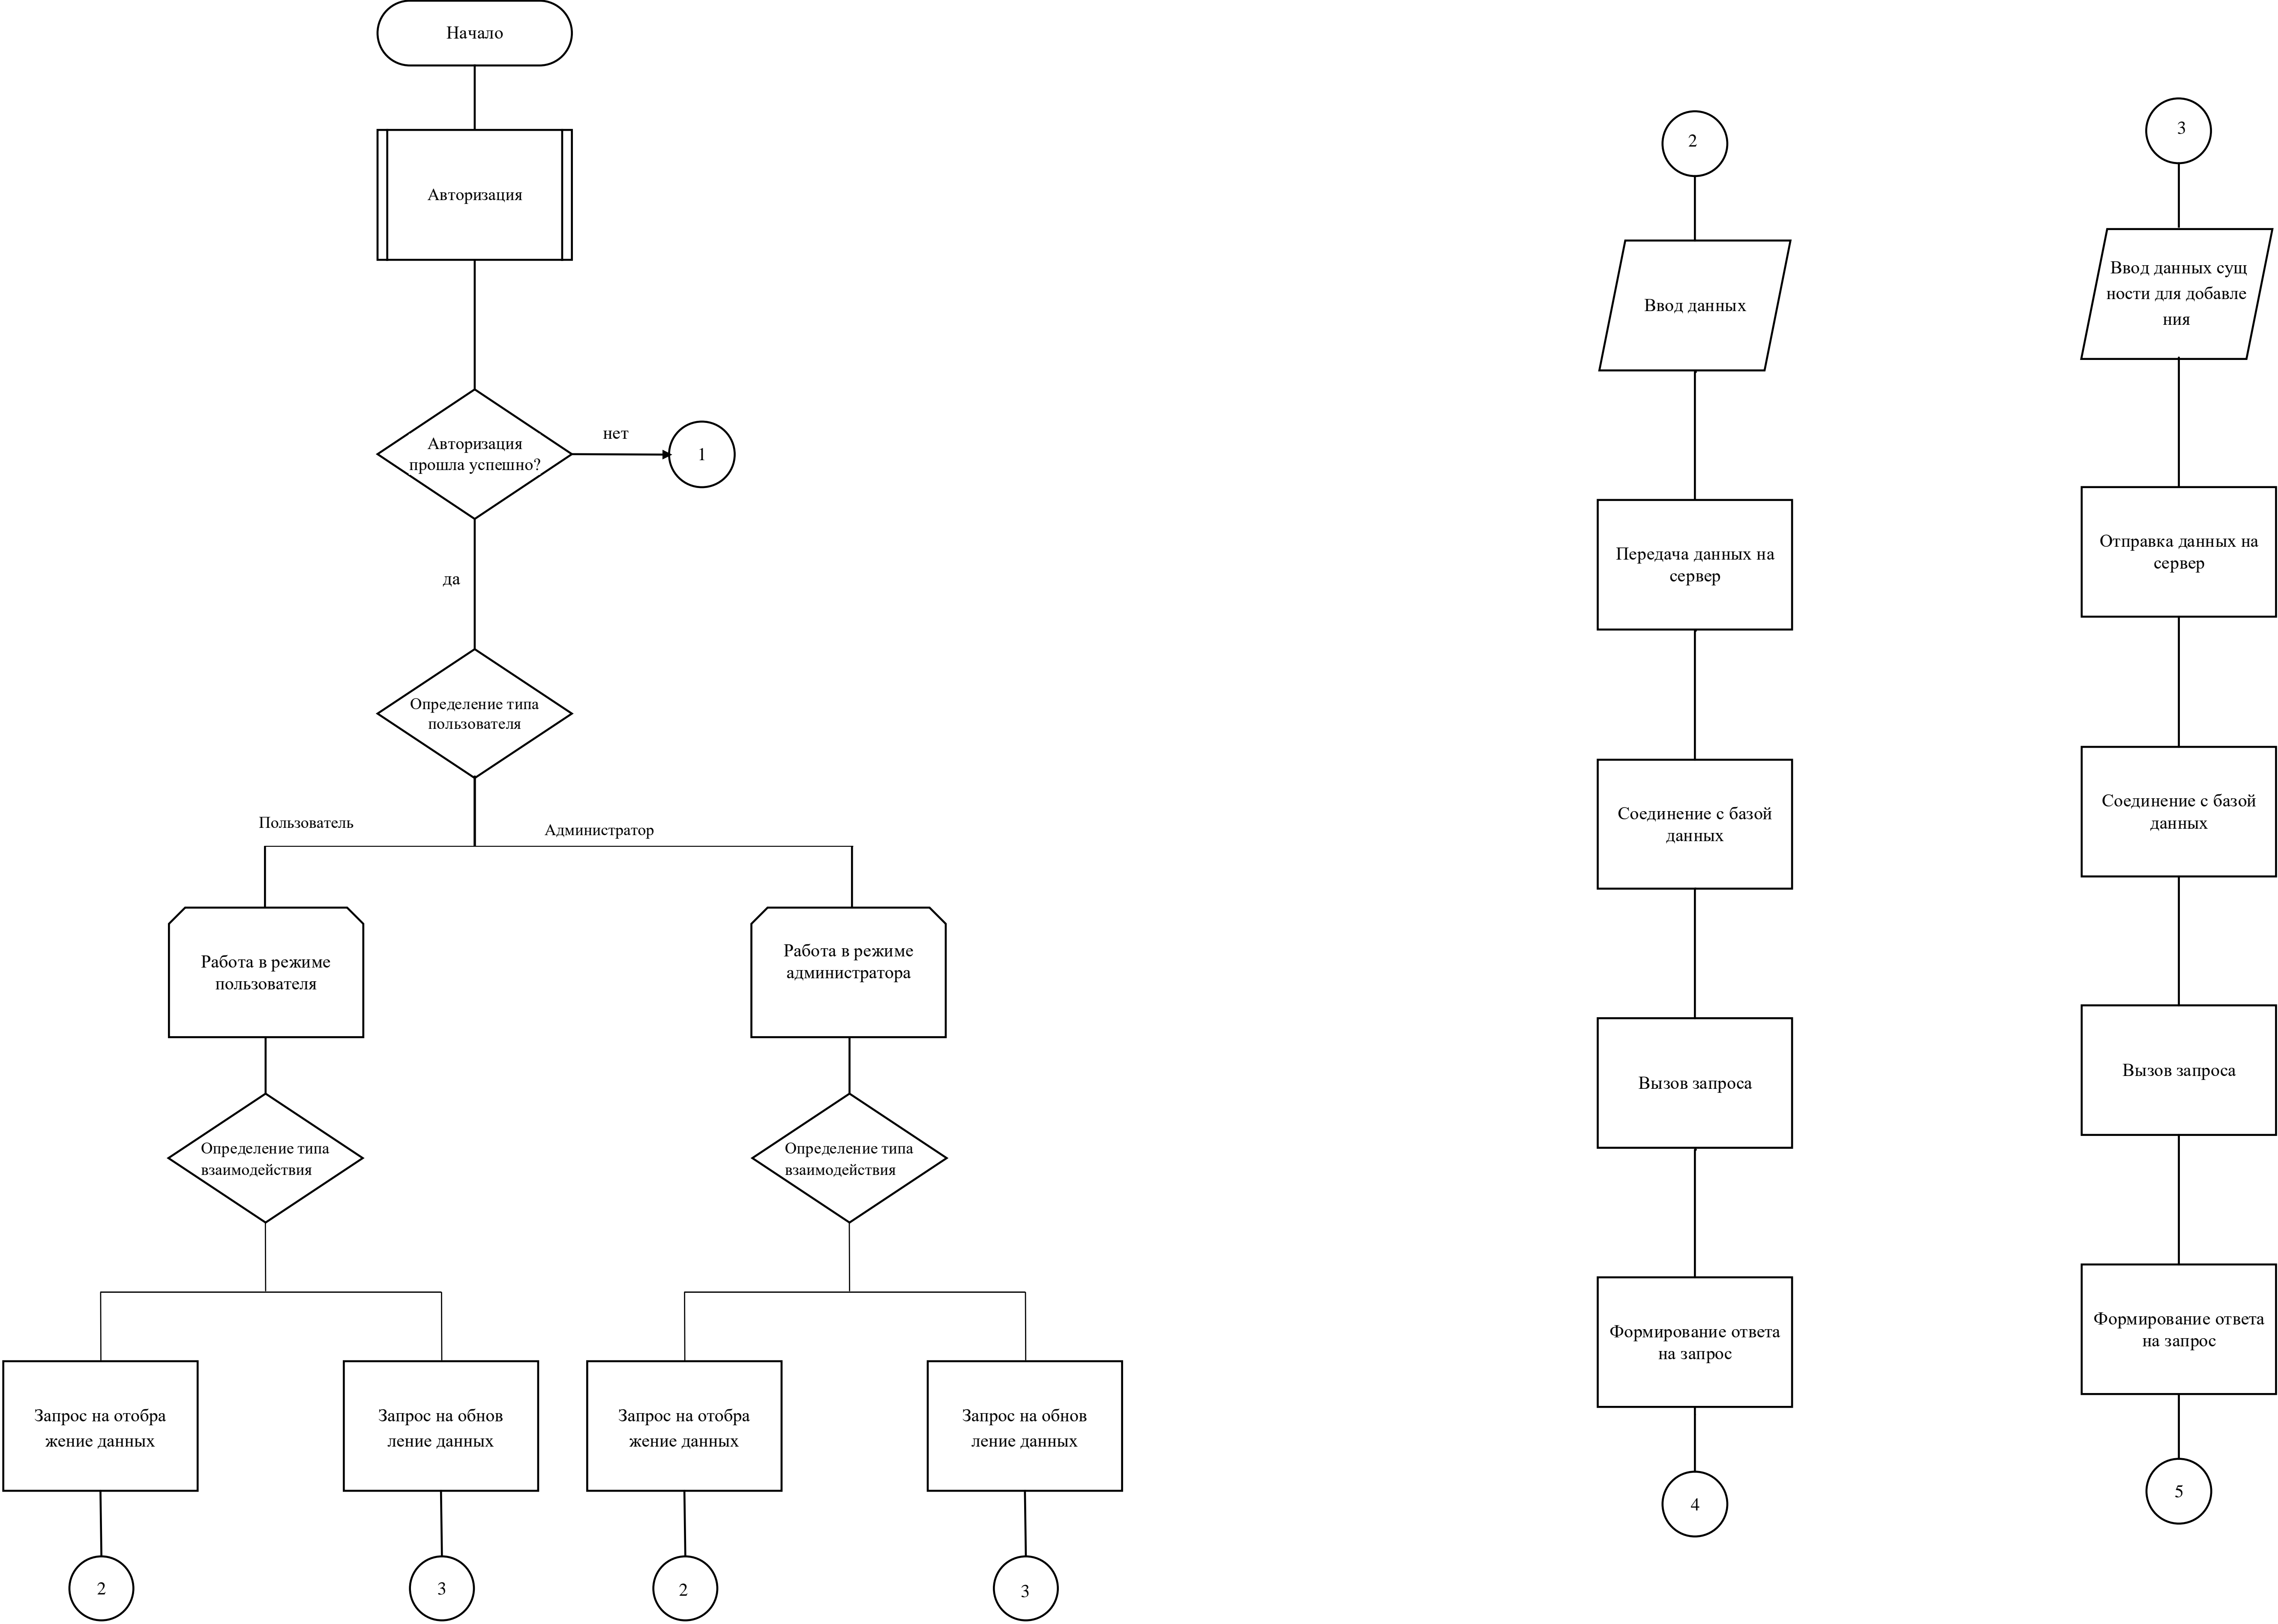 Начало
Авторизация
Авторизация
прошла успешно?
нет
1
да
Определение типа
пользователя
Пользователь
Администратор
Работа в режиме
пользователя
Работа в режиме
администратора
Определение типа
взаимодействия
Определение типа
взаимодействия
Запрос на отобра
жение данных
Запрос на обнов
ление данных
Запрос на отобра
жение данных
Запрос на обнов
ление данных
2
3
2
3
2
Ввод данных
Передача данных на
сервер
Соединение с базой
данных
Вызов запроса
Формирование ответа
на запрос
4
3
Ввод данных сущ
ности для добавле
ния
Отправка данных на
сервер
Соединение с базой
данных
Вызов запроса
Формирование ответа
на запрос
5